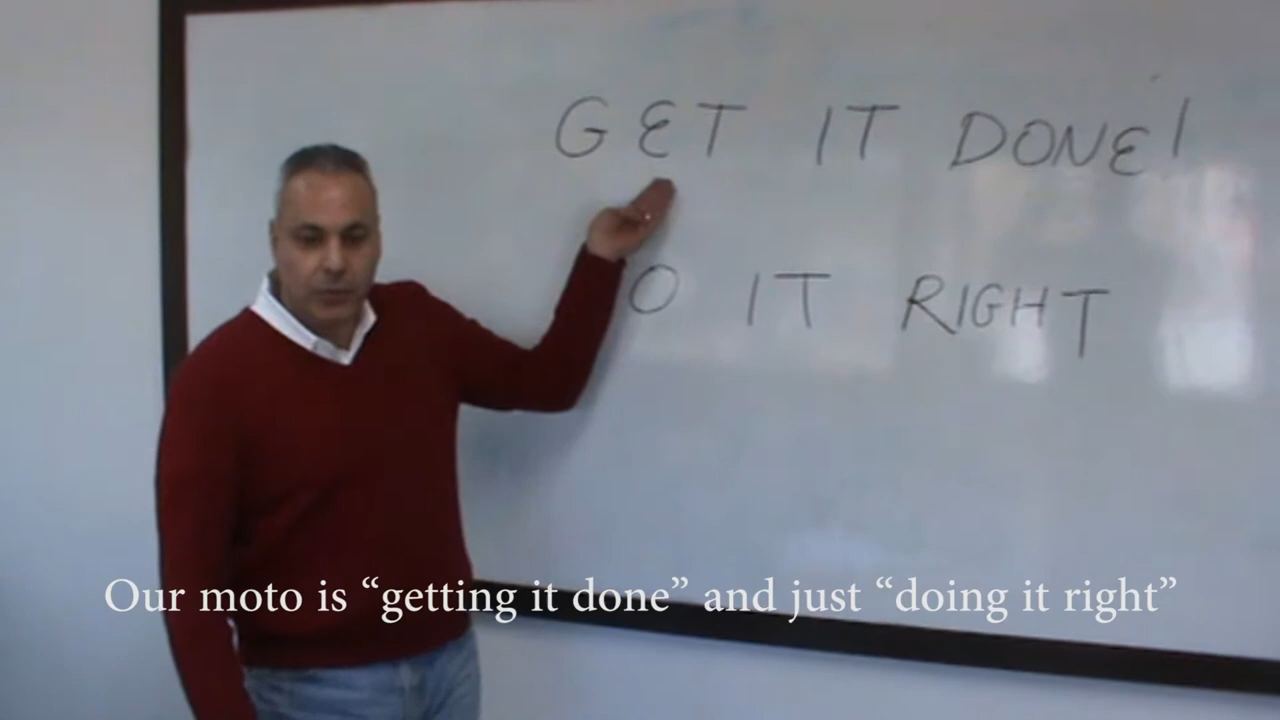 GET IT DONE!
O IT RIGHT
Our moto is “getting it done” and just “doing it right”